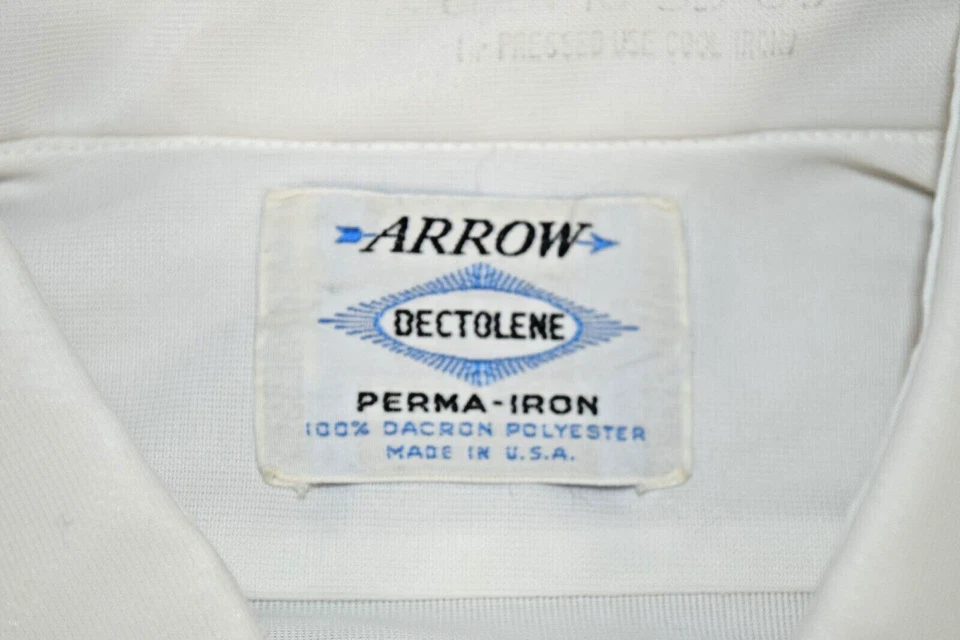 IF PRESSED USE COOL IRON
ARROW
DECTOLENE
PERMA-IRON
100% DACRON POLYESTER
MADE IN U.S.A.